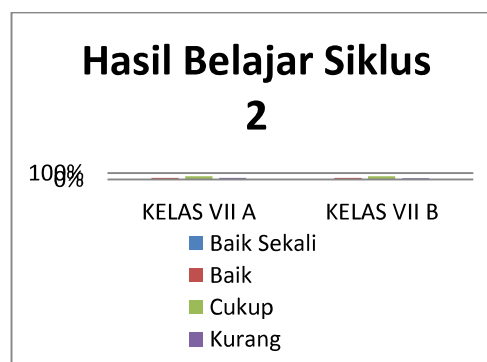 Hasil Belajar Siklus
2
100%
0%
KELAS VII A
KELAS VII B
Baik Sekali
Baik
Cukup
Kurang